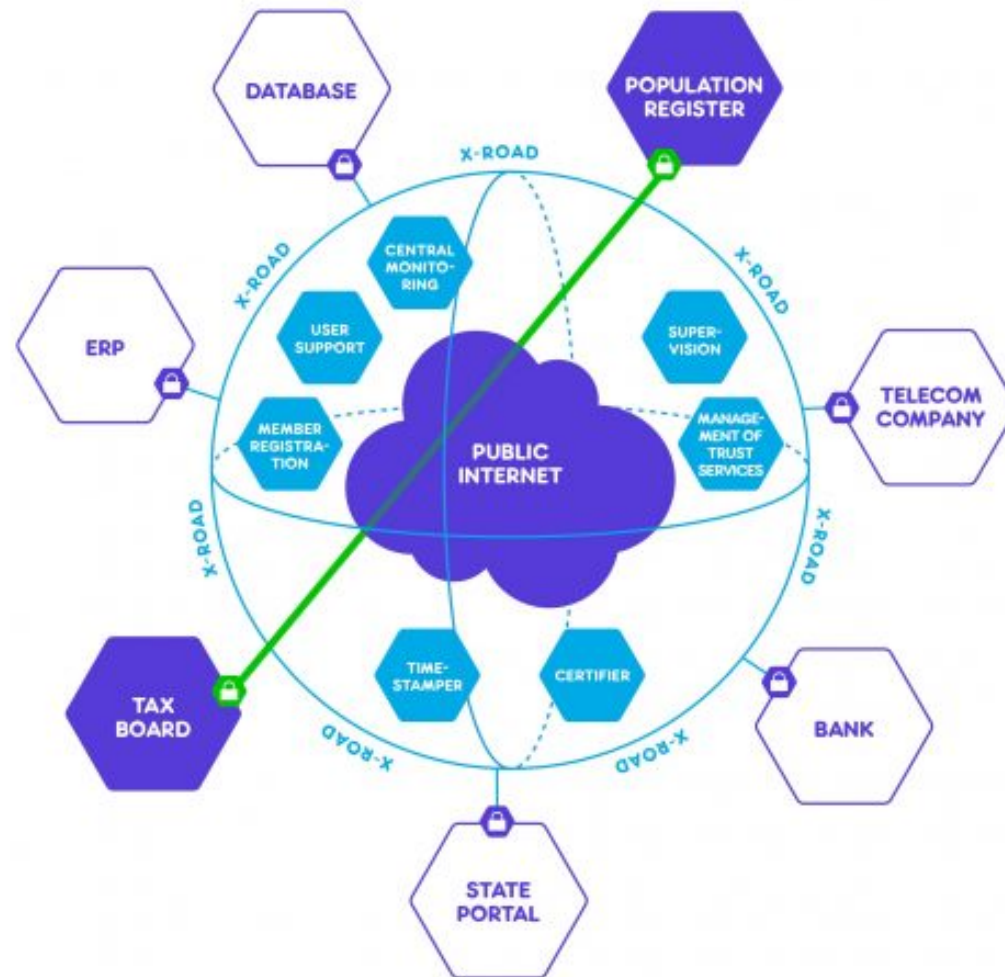 DATABASE
POPULATION
REGISTER
X-ROAD
X-ROAD
X-ROAD
CENTRAL
MONITO-
RING
USER
SUPPORT
SUPER-
VISION
ERP
TELECOM
COMPANY
MEMBER
REGISTRA-
TION
MANAGE-
MENT OF
TRUST
SERVICES
PUBLIC
INTERNET
X-ROAD
X-ROAD
TIME-
STAMPER
CERTIFIER
TAX
BOARD
BANK
X-ROAD
X-ROAD
STATE
PORTAL